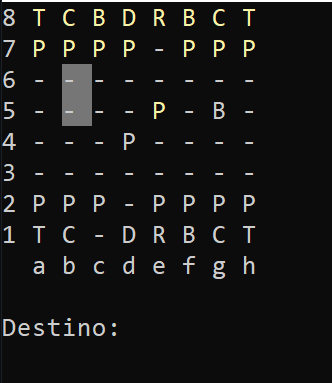 8 T C B D R B C T
7 P P P P - P P P
6 - - - - - - - -
5 - - - - P - B -
4 - - - P - - - -
3 - - - - - - - -
2 P P P - P P P P
1 T C - D R B C T
a b c d e f g h
Destino: